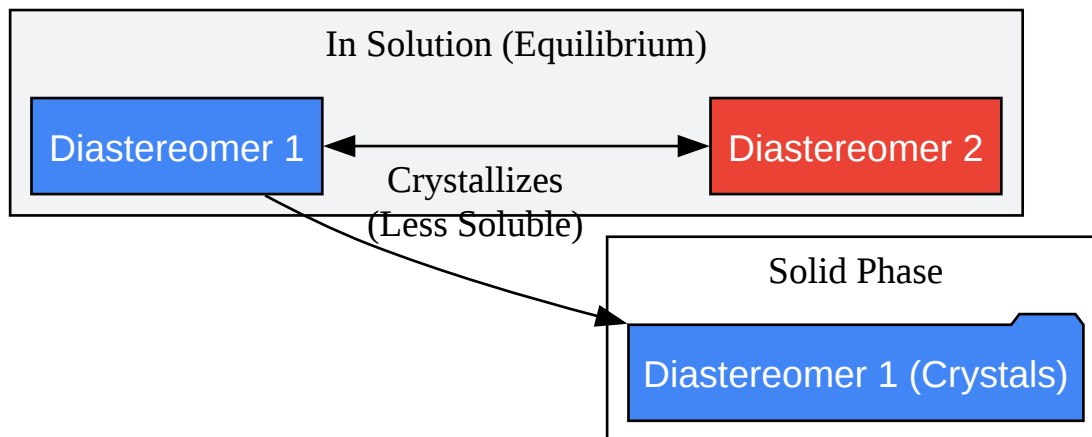 In Solution (Equilibrium)
Diastereomer 1
Diastereomer 2
Crystallizes
(Less Soluble)
Solid Phase
Diastereomer 1 (Crystals)